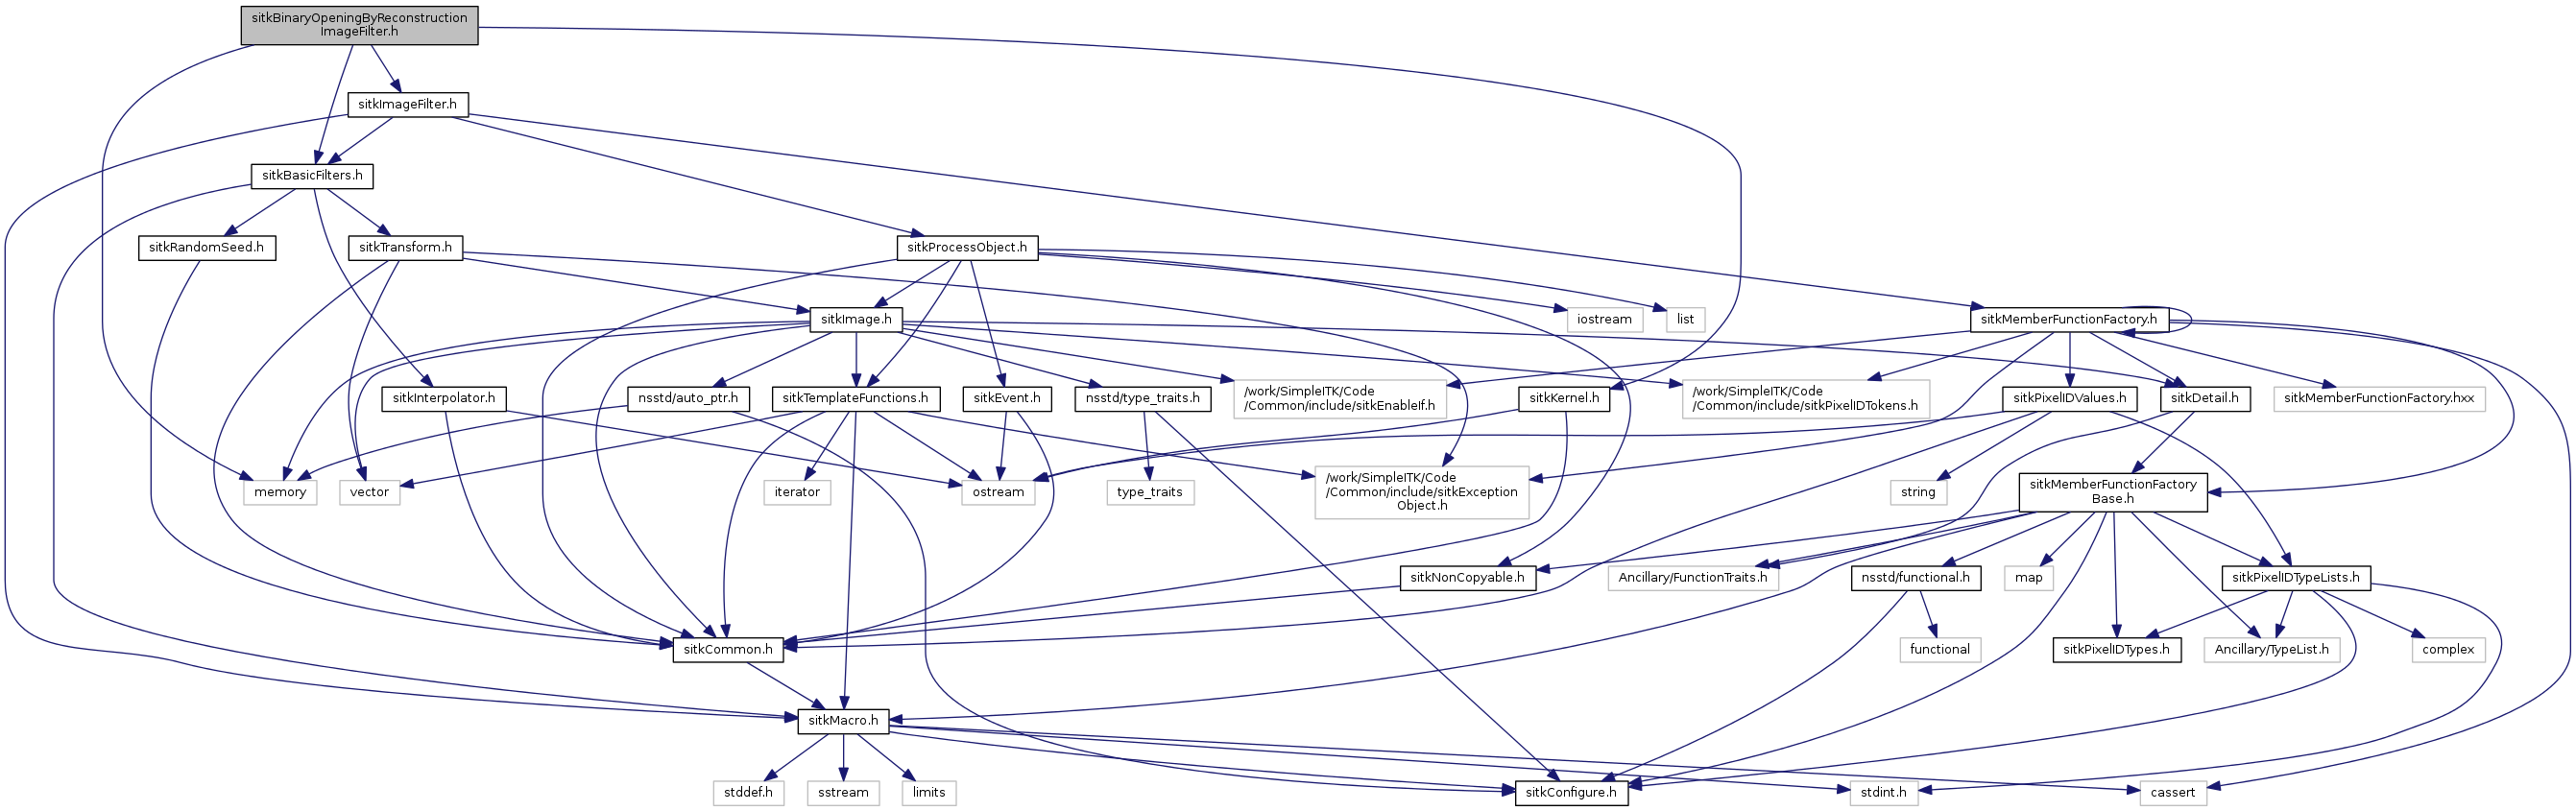 sitkBinaryOpeningByReconstruction
ImageFilter.h
sitkImageFilter.h
sitkBasicFilters.h
sitkRandomSeed.h
sitkTransform.h
sitkProcessObject.h
sitkImage.h
iostream
list
sitkMemberFunctionFactory.h
sitkInterpolator.h
nsstd/auto_ptr.h
sitkTemplateFunctions.h
sitkEvent.h
nsstd/type_traits.h
/work/SimpleITK/Code
/Common/include/sitkEnableIf.h
sitkKernel.h
/work/SimpleITK/Code
/Common/include/sitkPixelIDTokens.h
sitkPixelIDValues.h
sitkDetail.h
sitkMemberFunctionFactory.hxx
memory
vector
iterator
ostream
type_traits
/work/SimpleITK/Code
/Common/include/sitkException
Object.h
string
sitkMemberFunctionFactory
Base.h
sitkNonCopyable.h
Ancillary/FunctionTraits.h
nsstd/functional.h
map
sitkPixelIDTypeLists.h
sitkCommon.h
functional
sitkPixelIDTypes.h
Ancillary/TypeList.h
complex
sitkMacro.h
stddef.h
sstream
limits
sitkConfigure.h
stdint.h
cassert